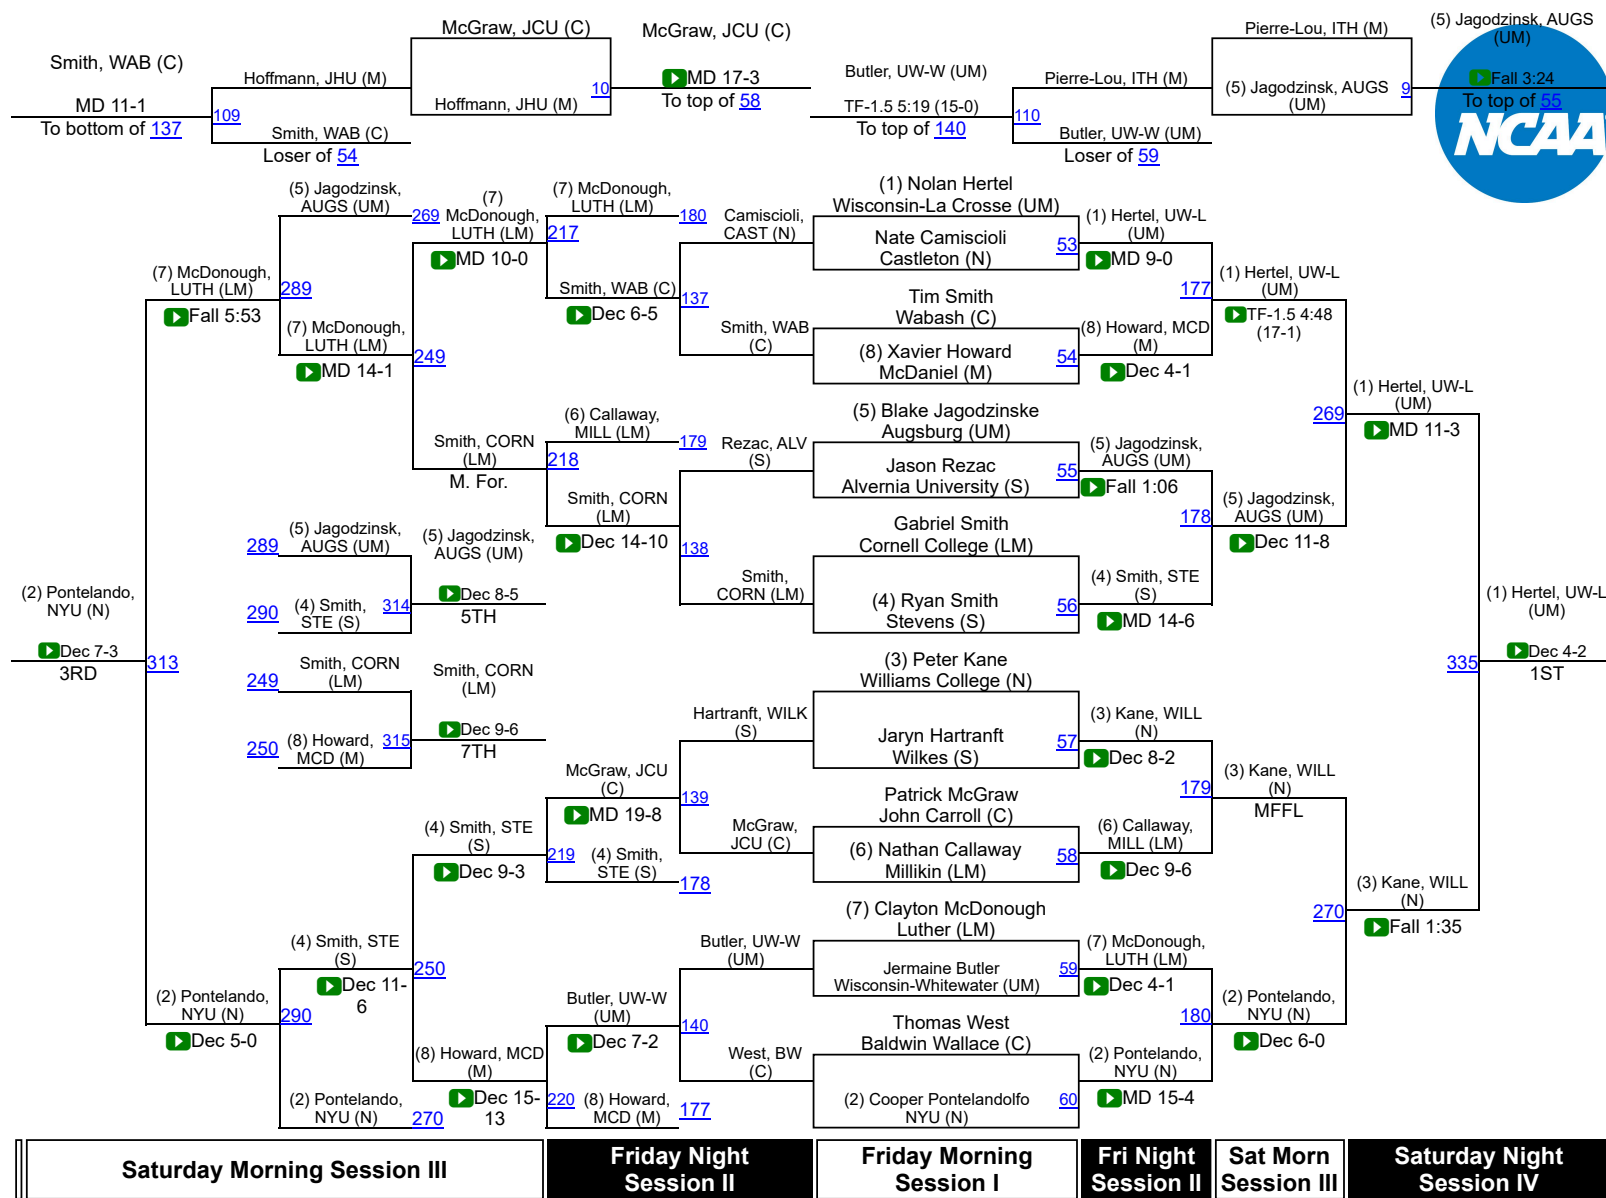 McGraw, JCU (C)
McGraw, JCU (C)
Pierre-Lou, ITH (M)
(5) Jagodzinsk, AUGS
(UM)
Smith, WAB (C)
Hoffmann, JHU (M)
MD 17-3
Butler, UW-W (UM)
Pierre-Lou, ITH (M)
(5) Jagodzinsk, AUGS
(UM)
9
Fall 3:24
MD 11-1
Hoffmann, JHU (M)
10
To top of 58
TF-1.5 5:19 (15-0)
To top of 55
To bottom of 137
109
Smith, WAB (C)
To top of 140
110
Butler, UW-W (UM)
NCAA
Loser of 54
Loser of 59
(5) Jagodzinsk,
AUGS (UM)
269
(7)
McDonough,
LUTH (LM)
MD 10-0
(7) McDonough,
LUTH (LM)
180
217
Camiscioli,
CAST (N)
(1) Nolan Hertel
Wisconsin-La Crosse (UM)
Nate Camiscioli
Castleton (N)
53
(1) Hertel, UW-L
(UM)
MD 9-0
(7) McDonough,
LUTH (LM)
289
Fall 5:53
Smith, WAB (C)
137
Dec 6-5
Tim Smith
Wabash (C)
177
(1) Hertel, UW-L
(UM)
TF-1.5 4:48
(17-1)
(7) McDonough,
LUTH (LM)
249
MD 14-1
Smith, WAB
(C)
(8) Xavier Howard
McDaniel (M)
54
(8) Howard, MCD
(M)
Dec 4-1
(1) Hertel, UW-L
(UM)
269
MD 11-3
(6) Callaway,
MILL (LM)
179
(5) Blake Jagodzinske
Augsburg (UM)
Smith, CORN
(LM)
218
M. For.
Rezac, ALV
(S)
Jason Rezac
Alvernia University (S)
55
(5) Jagodzinsk,
AUGS (UM)
Fall 1:06
Smith, CORN
(LM)
Dec 14-10
Gabriel Smith
Cornell College (LM)
178
(5) Jagodzinsk,
AUGS (UM)
Dec 11-8
289
(5) Jagodzinsk,
AUGS (UM)
(5) Jagodzinsk,
AUGS (UM)
138
(2) Pontelando,
NYU (N)
290
(4) Smith,
STE (S)
314
Dec 8-5
5TH
Smith,
CORN (LM)
(4) Ryan Smith
Stevens (S)
56
(4) Smith, STE
(S)
MD 14-6
(1) Hertel, UW-L
(UM)
Dec 7-3
3RD
313
249
Smith, CORN
(LM)
Smith, CORN
(LM)
(3) Peter Kane
Williams College (N)
335
Dec 4-2
1ST
250
(8) Howard,
MCD (M)
315
Dec 9-6
7TH
Hartranft, WILK
(S)
Jaryn Hartranft
Wilkes (S)
57
(3) Kane, WILL
(N)
Dec 8-2
McGraw, JCU
(C)
139
MD 19-8
Patrick McGraw
John Carroll (C)
179
(3) Kane, WILL
(N)
MFFL
(4) Smith, STE
(S)
219
Dec 9-3
(4) Smith,
STE (S)
178
McGraw,
JCU (C)
(6) Nathan Callaway
Millikin (LM)
58
(6) Callaway,
MILL (LM)
Dec 9-6
(3) Kane, WILL
(N)
270
Fall 1:35
(7) Clayton McDonough
Luther (LM)
(4) Smith, STE
(S)
250
Dec 11-
6
Butler, UW-W
(UM)
Jermaine Butler
Wisconsin-Whitewater (UM)
59
(7) McDonough,
LUTH (LM)
Dec 4-1
(2) Pontelando,
NYU (N)
290
Dec 5-0
Butler, UW-W
(UM)
140
Dec 7-2
Thomas West
Baldwin Wallace (C)
180
(2) Pontelando,
NYU (N)
Dec 6-0
(8) Howard, MCD
(M)
Dec 15-
13
West, BW
(C)
(2) Pontelando,
NYU (N)
MD 15-4
(2) Pontelando,
NYU (N)
270
220
(8) Howard,
MCD (M)
177
(2) Cooper Pontelandolfo
NYU (N)
60
Saturday Morning Session III
Friday Night
Session II
Friday Morning
Session I
Fri Night
Session II
Sat Morn
Session III
Saturday Night
Session IV